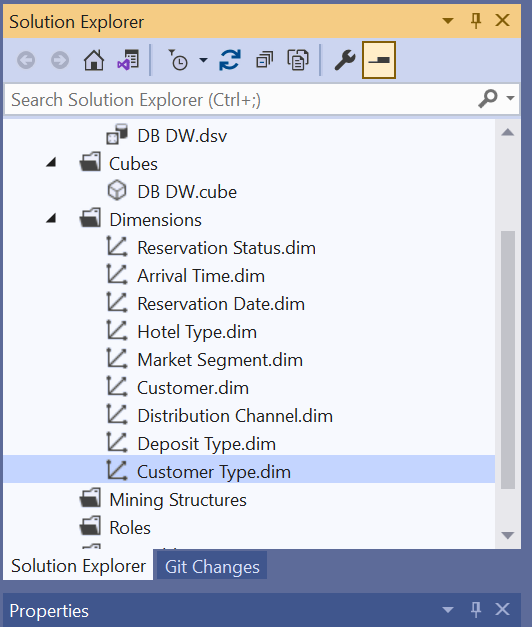 Solution Explorer
Search Solution Explorer (Ctrl+;)
DB DW.dsv
Cubes
DB DW.cube
Dimensions
Reservation Status.dim
Arrival Time.dim
Reservation Date.dim
Hotel Type.dim
Market Segment.dim
Customer.dim
Distribution Channel.dim
Deposit Type.dim
Customer Type.dim
Mining Structures
Roles
Solution Explorer Git Changes
Properties